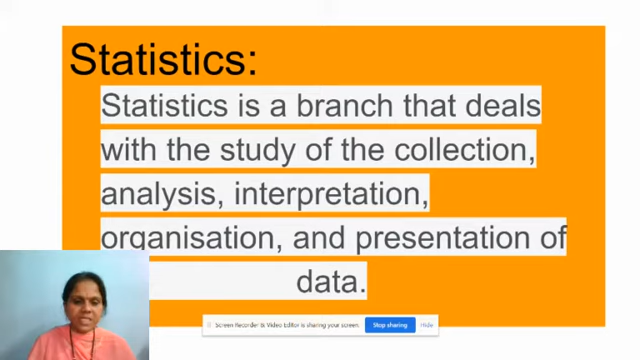 Statistics:
Statistics is a branch that deals
with the study of the collection,
analysis, interpretation,
organisation, and presentation of
data.
Screen Recorder & Video Editor is sharing your screen.
Stop sharing
Hide